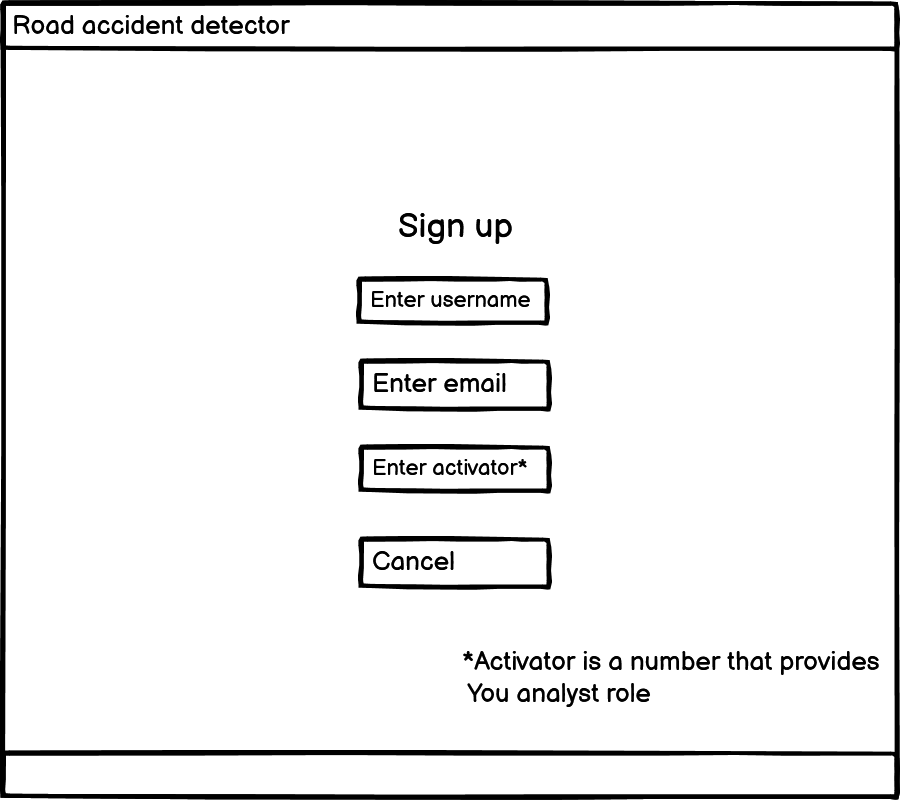 Road accident detector
Sign up
Enter username
Enter email
Enter activator*
Cancel
*Activator is a number that provides
You analyst role